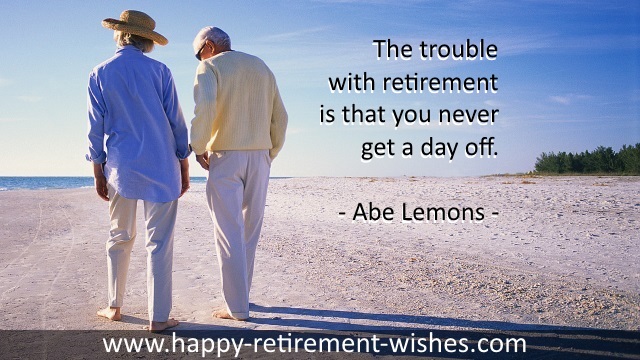 The trouble
with retirement
is that you never
get a day off.
- Abe Lemons -
www.happy-retirement-wishes.com